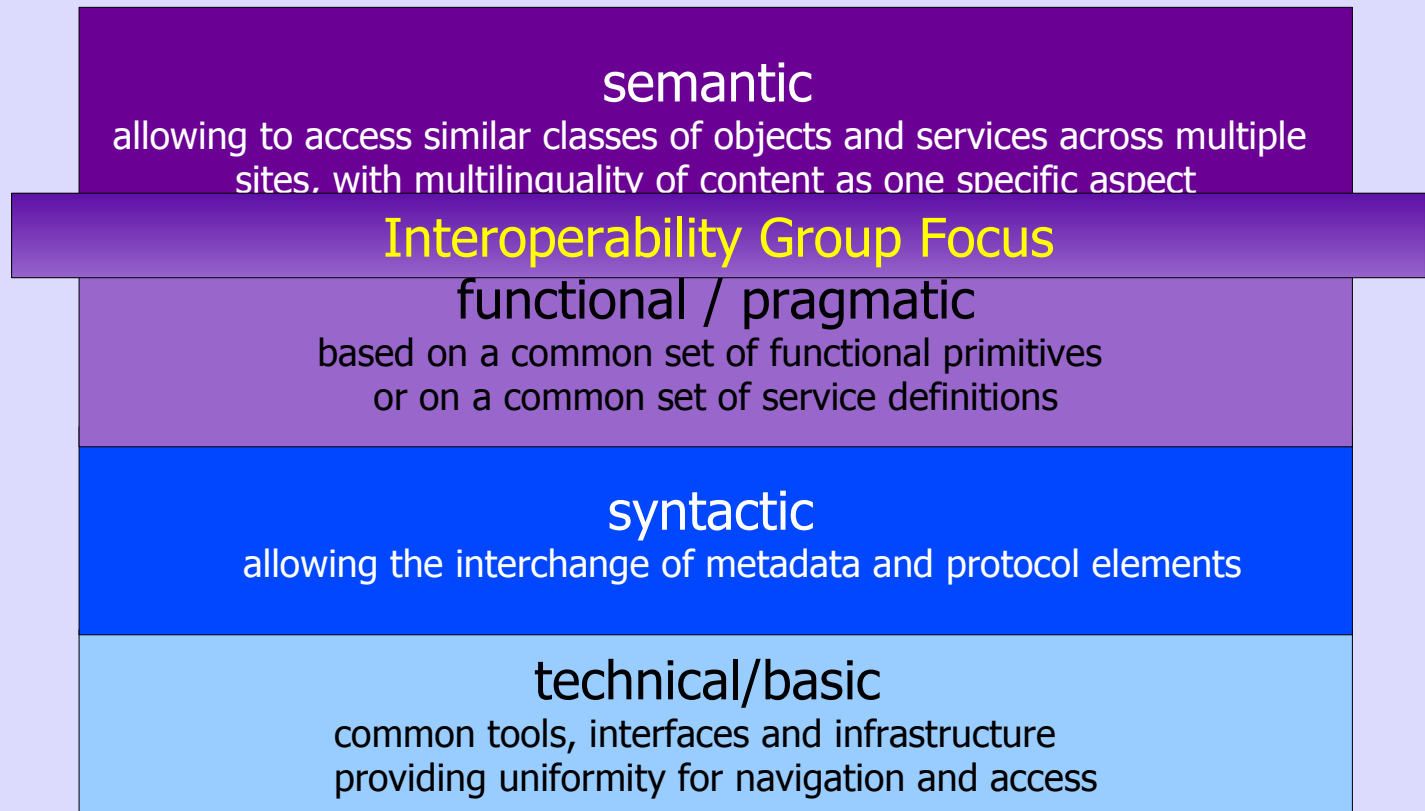 semantic
allowing to access similar classes of objects and services across multiple
sites, with multilinguality of content as one specific aspect
Interoperability Group Focus
functional / pragmatic
based on a common set of functional primitives
or on a common set of service definitions
syntactic
allowing the interchange of metadata and protocol elements
technical/basic
common tools, interfaces and infrastructure
providing uniformity for navigation and access